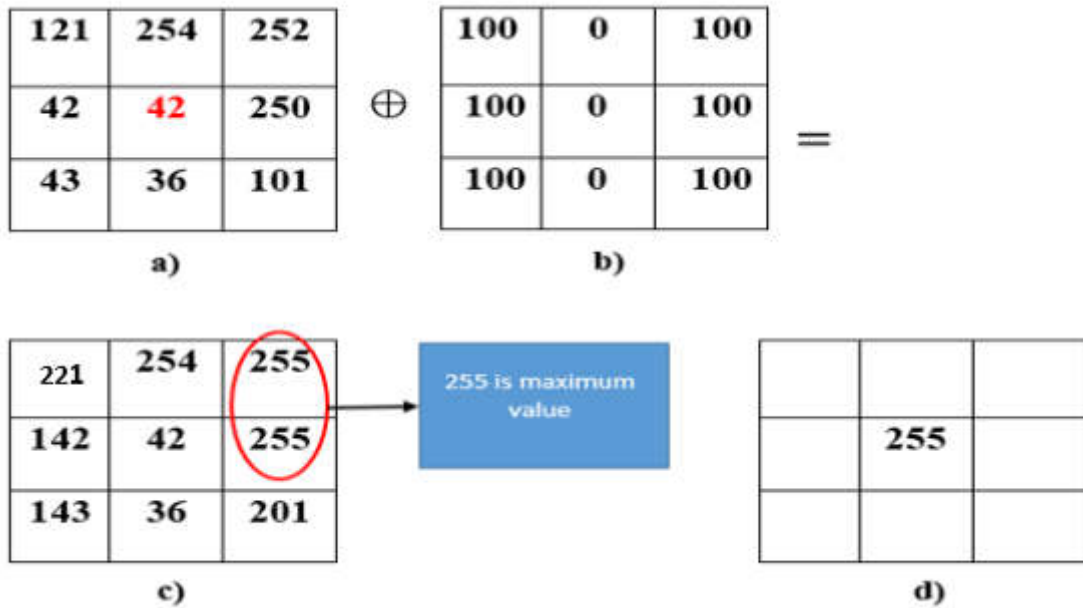 121 254 252 100 0 100
42 42 250 ⊕ 100 0 100 =
43 36 101 100 0 100
a) b)
221 254 255
255 is maximum
value
142 42 255 255
143 36 201
c) d)